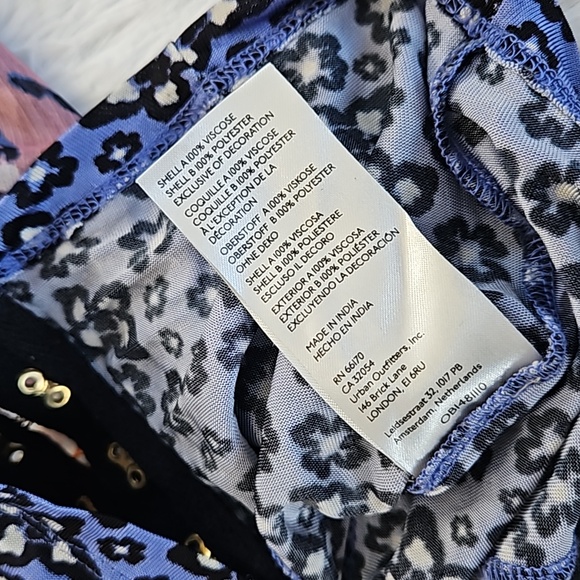 SHELL A 100% VISCOSE
SHELL B 100% POLYESTER
EXCLUSIVE OF DECORATION
COQUILLE A 100% VISCOSE
COQUILLE B 100% POLYESTER
À L'EXCEPTION DE LA
DÉCORATION
OBERSTOFF A 100% VISKOSE
OBERSTOFF B 100% POLYESTER
OHNE DEKO
SHELL A 100% VISCOSA
SHELL B 100% POLIESTERE
ESCLUSO IL DECORO
EXTERIOR A 100% VISCOSA
EXTERIOR B 100% POLIÉSTER
EXCLUYENDO LA DECORACIÓN
MADE IN INDIA
HECHO EN INDIA
RN 66170
CA 32054
Urban Outfitters, Inc.
146 Brick Lane
LONDON, E1 6RU
Leidsestraat 32, 1017 PB
Amsterdam, Netherlands
OB1481110